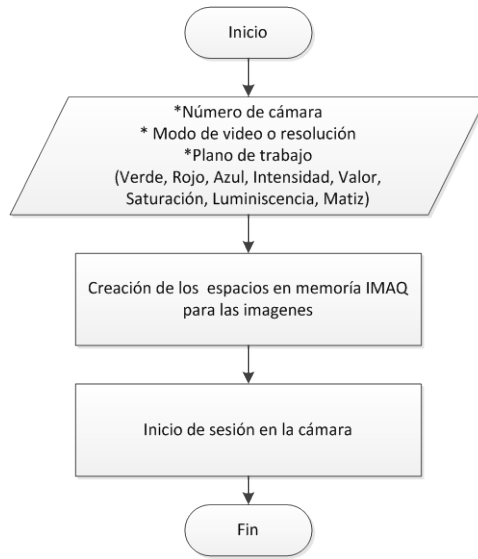 Inicio
*Número de cámara
* Modo de video o resolución
*Plano de trabajo
(Verde, Rojo, Azul, Intensidad, Valor,
Saturación, Luminiscencia, Matiz)
Creación de los  espacios en memoría IMAQ
para las imagenes
Inicio de sesión en la cámara
Fin